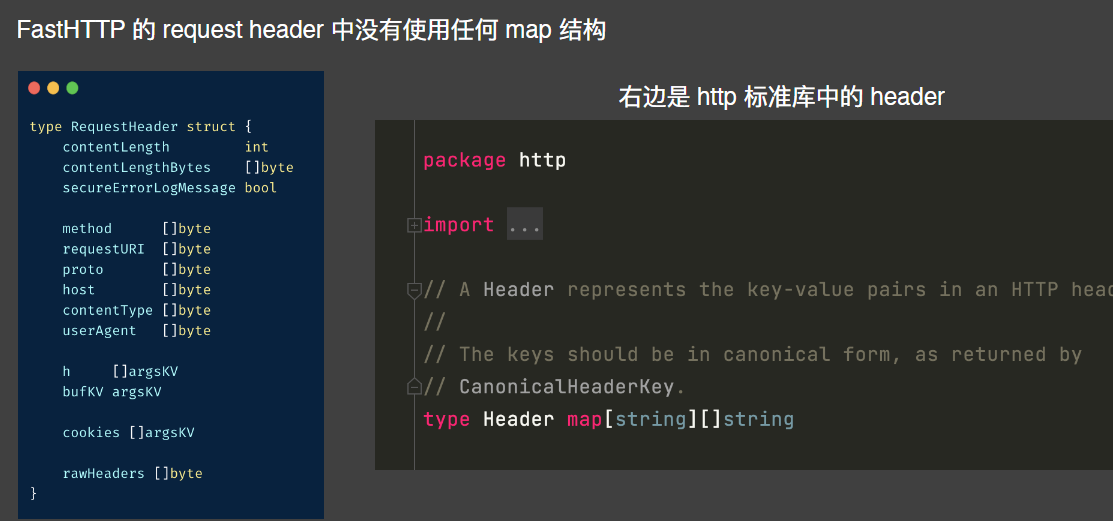 FastHTTP 的 request header 中没有使用任何 map 结构
type RequestHeader struct {
contentLength int
contentLengthBytes []byte
secureErrorLogMessage bool
method []byte
requestURI []byte
proto []byte
host []byte
contentType []byte
userAgent []byte
h []argsKV
bufKV argsKV
cookies []argsKV
rawHeaders []byte
}
右边是 http 标准库中的 header
package http
import ...
// A Header represents the key-value pairs in an HTTP head
//
// The keys should be in canonical form, as returned by
// CanonicalHeaderKey.
type Header map[string][]string